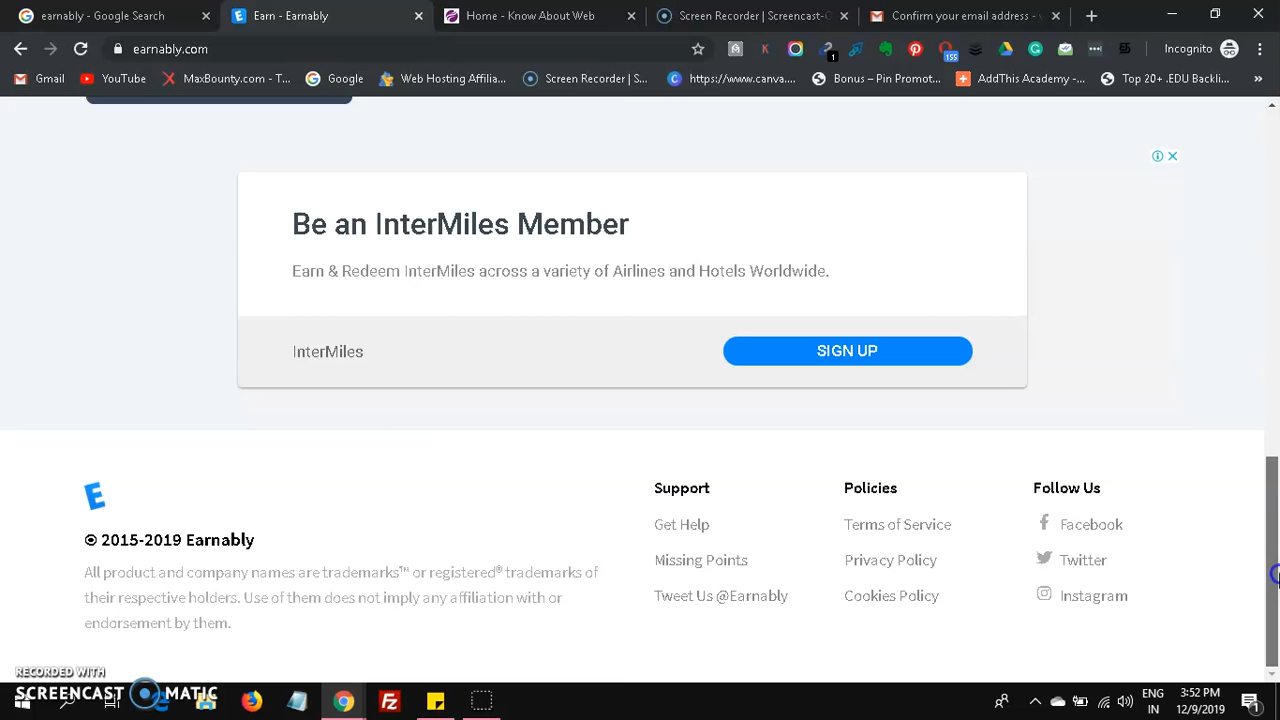 earnably - Google Search
Earn - Earnably
Home - Know About Web
Screen Recorder | Screencast-O
Confirm your email address - v
earnably.com
1
155
Incognito
Gmail
YouTube
MaxBounty.com - T...
Google
Web Hosting Affilia...
Screen Recorder | S...
https://www.canva...
Bonus – Pin Promot...
AddThis Academy -...
Top 20+ .EDU Backli...
Be an InterMiles Member
Earn & Redeem InterMiles across a variety of Airlines and Hotels Worldwide.
InterMiles
SIGN UP
E
Support
Policies
Follow Us
Get Help
Terms of Service
Facebook
© 2015-2019 Earnably
Missing Points
Privacy Policy
Twitter
All product and company names are trademarks™ or registered® trademarks of
their respective holders. Use of them does not imply any affiliation with or
endorsement by them.
Tweet Us @Earnably
Cookies Policy
Instagram
RECORDED WITH
SCREENCAST MATIC
ENG
IN
3:52 PM
12/9/2019
1